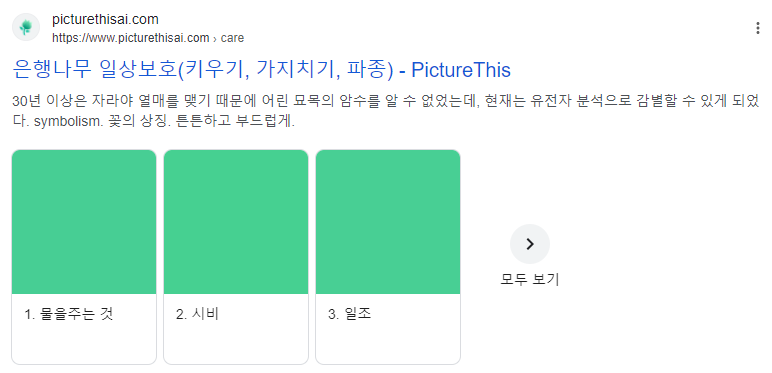 picturethisai.com
https://www.picturethisai.com › care
은행나무 일상보호(키우기, 가지치기, 파종) - PictureThis
30년 이상은 자라야 열매를 맺기 때문에 어린 묘목의 암수를 알 수 없었는데, 현재는 유전자 분석으로 감별할 수 있게 되었
다. symbolism. 꽃의 상징. 튼튼하고 부드럽게.
1. 물을주는 것
2. 시비
3. 일조
모두 보기